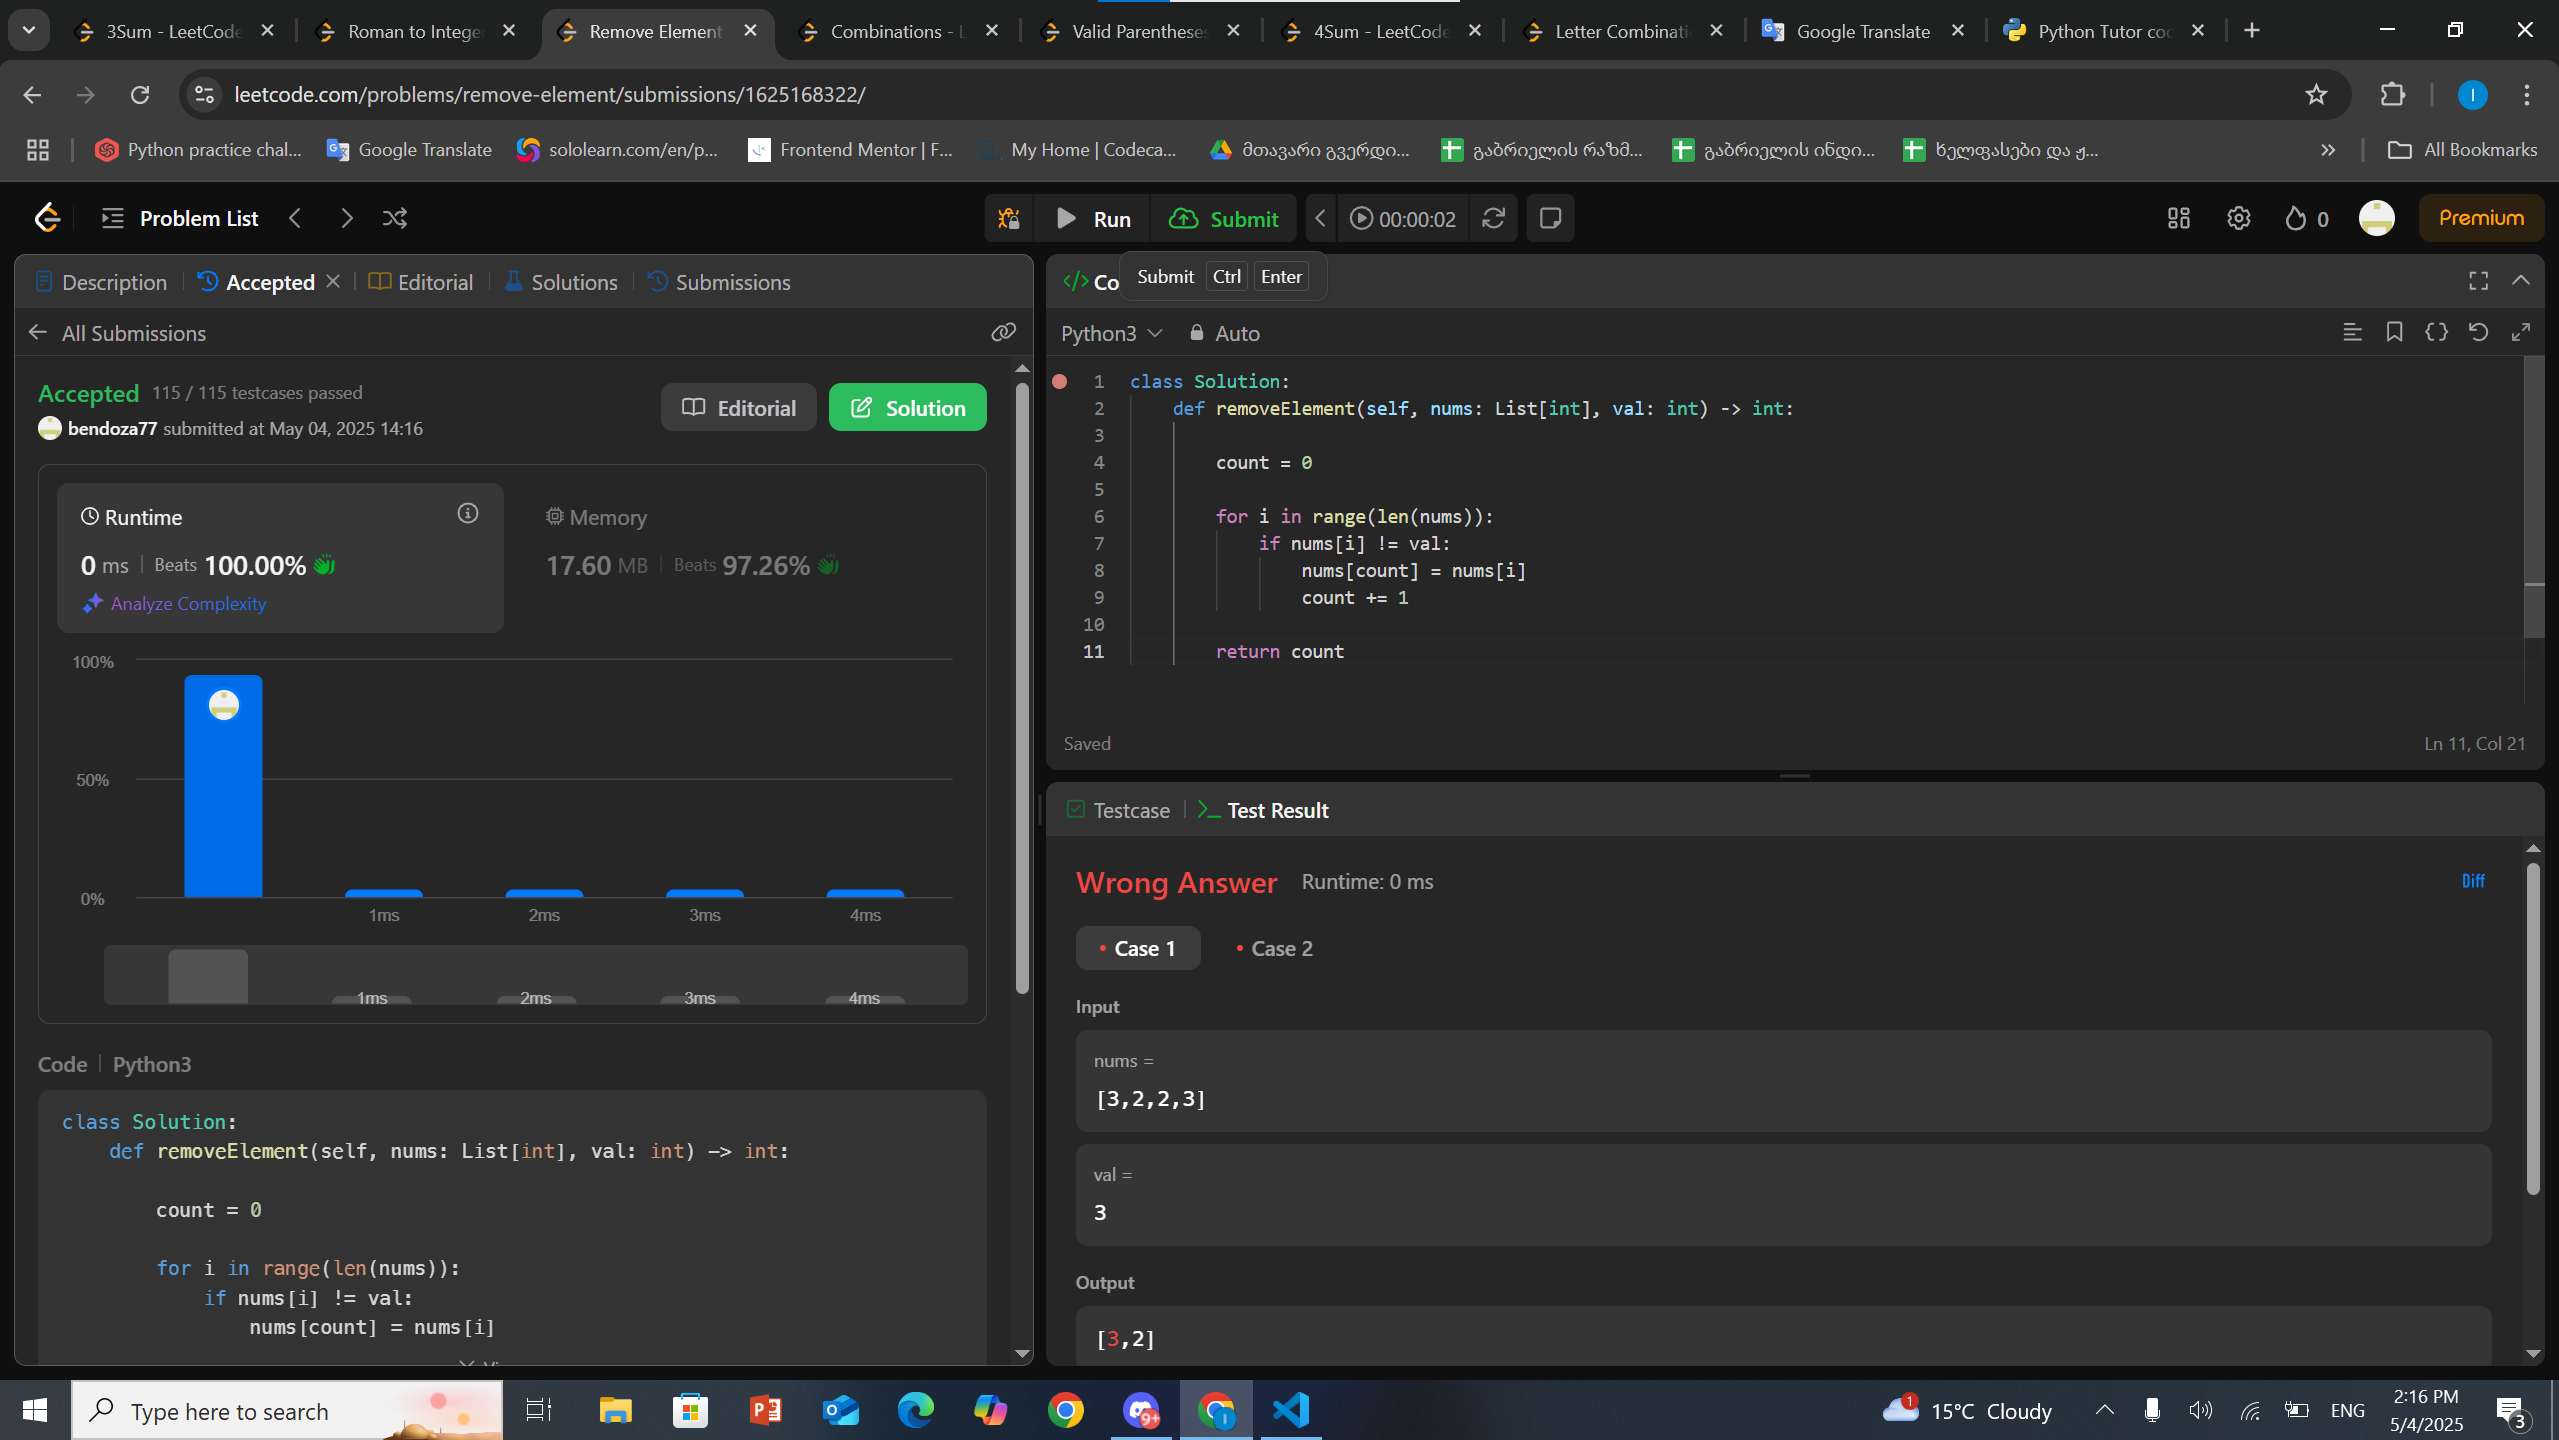 3Sum - LeetCode
Roman to Intege
Remove Element
Combinations - L
Valid Parentheses
4Sum - LeetCode
Letter Combinati
Google Translate
Python Tutor co
leetcode.com/problems/remove-element/submissions/1625168322/
I
Python practice chal...
Google Translate
sololearn.com/en/p...
Frontend Mentor | F...
My Home | Codeca...
მთავარი გვერდი...
გაბრიელის რაზმ...
გაბრიელის ინდი...
ხელფასები და ჟ...
All Bookmarks
Problem List
Run
Submit
00:00:02
0
Premium
Description
Accepted
Editorial
Solutions
Submissions
</> Co
Submit Ctrl Enter
All Submissions
Python3
Auto
Accepted 115 / 115 testcases passed
bendoza77 submitted at May 04, 2025 14:16
Editorial
Solution
Runtime
0 ms | Beats 100.00%
Analyze Complexity
Memory
17.60 MB | Beats 97.26%
100%
50%
0%
1ms 2ms 3ms 4ms
1ms 2ms 3ms 4ms
Code | Python3
class Solution:
def removeElement(self, nums: List[int], val: int) -> int:
count = 0
for i in range(len(nums)):
if nums[i] != val:
nums[count] = nums[i]
1 class Solution:
2 def removeElement(self, nums: List[int], val: int) -> int:
3
4 count = 0
5
6 for i in range(len(nums)):
7 if nums[i] != val:
8 nums[count] = nums[i]
9 count += 1
10
11 return count
Saved
Ln 11, Col 21
Testcase
Test Result
Wrong Answer Runtime: 0 ms
Diff
Case 1
Case 2
Input
nums =
[3,2,2,3]
val =
3
Output
[3,2]
Type here to search
9+
I
1
15°C Cloudy
ENG
2:16 PM
5/4/2025
3